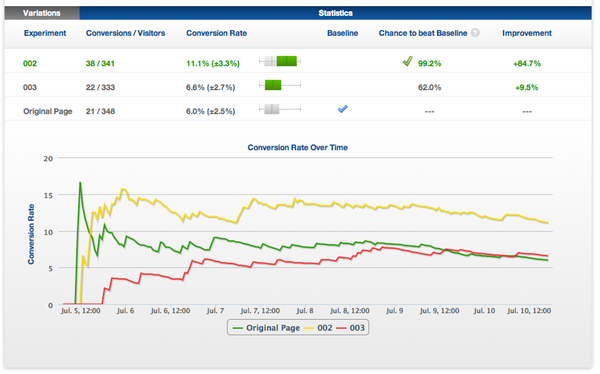 Variations Statistics
Experiment Conversions / Visitors Conversion Rate Baseline Chance to beat Baseline ? Improvement
002 38 / 341 11.1% (±3.3%) 99.2% +84.7%
003 22 / 333 6.6% (±2.7%) 62.0% +9.5%
Original Page 21 / 348 6.0% (±2.5%) --- ---
Conversion Rate Over Time
Conversion Rate
20
15
10
5
0
Jul. 5, 12:00 Jul. 6 Jul. 6, 12:00 Jul. 7 Jul. 7, 12:00 Jul. 8 Jul. 8, 12:00 Jul. 9 Jul. 9, 12:00 Jul. 10 Jul. 10, 12:00
Original Page 002 003